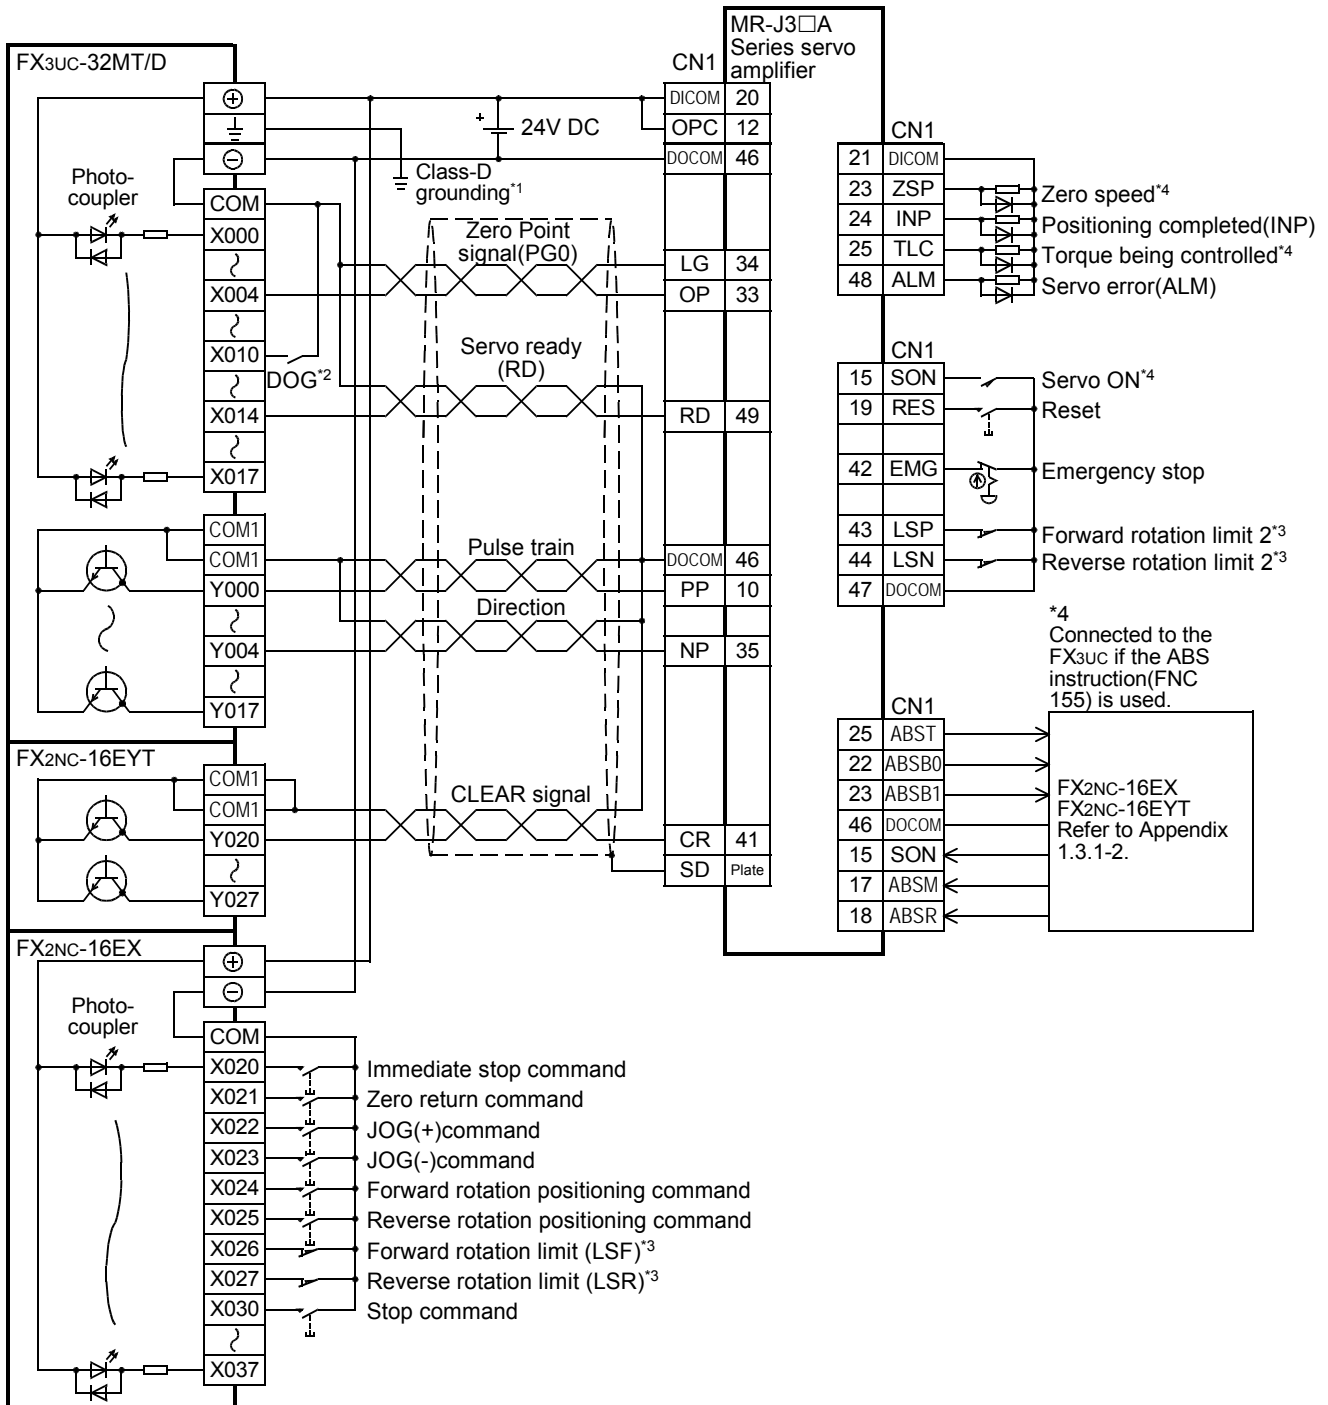 FX3UC-32MT/D
⊕
⊖
COM
X000
X004
X010
X014
X017
COM1
COM1
Y000
Y004
Y017
Photo-
coupler
FX2NC-16EYT
COM1
COM1
Y020
Y027
FX2NC-16EX
⊕
⊖
COM
X020
X021
X022
X023
X024
X025
X026
X027
X030
X037
Photo-
coupler
Immediate stop command
Zero return command
JOG(+)command
JOG(-)command
Forward rotation positioning command
Reverse rotation positioning command
Forward rotation limit (LSF)*3
Reverse rotation limit (LSR)*3
Stop command
+
24V DC
Class-D
grounding*1
Zero Point
signal(PG0)
DOG*2
Servo ready
(RD)
Pulse train
Direction
CLEAR signal
MR-J3□A
Series servo
amplifier
CN1
DICOM 20
OPC 12
DOCOM 46
LG 34
OP 33
RD 49
DOCOM 46
PP 10
NP 35
CR 41
SD Plate
CN1
21 DICOM
23 ZSP Zero speed*4
24 INP Positioning completed(INP)
25 TLC Torque being controlled*4
48 ALM Servo error(ALM)
CN1
15 SON Servo ON*4
19 RES Reset
42 EMG Emergency stop
43 LSP Forward rotation limit 2*3
44 LSN Reverse rotation limit 2*3
47 DOCOM
*4
Connected to the
FX3UC if the ABS
instruction(FNC
155) is used.
CN1
25 ABST
22 ABSB0
23 ABSB1
46 DOCOM
15 SON
17 ABSM
18 ABSR
FX2NC-16EX
FX2NC-16EYT
Refer to Appendix
1.3.1-2.